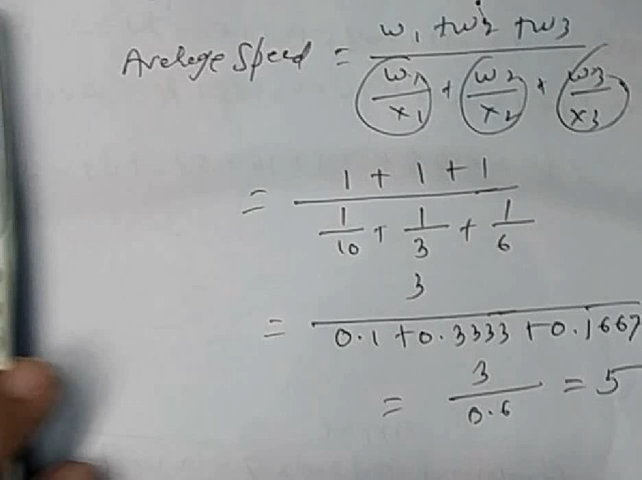 Average Speed = w1 + w2 + w3
w1/x1 + w2/x2 + w3/x3
= 1 + 1 + 1
1/10 + 1/3 + 1/6
3
= 0.1 + 0.3333 + 0.1667
= 3/0.6 = 5